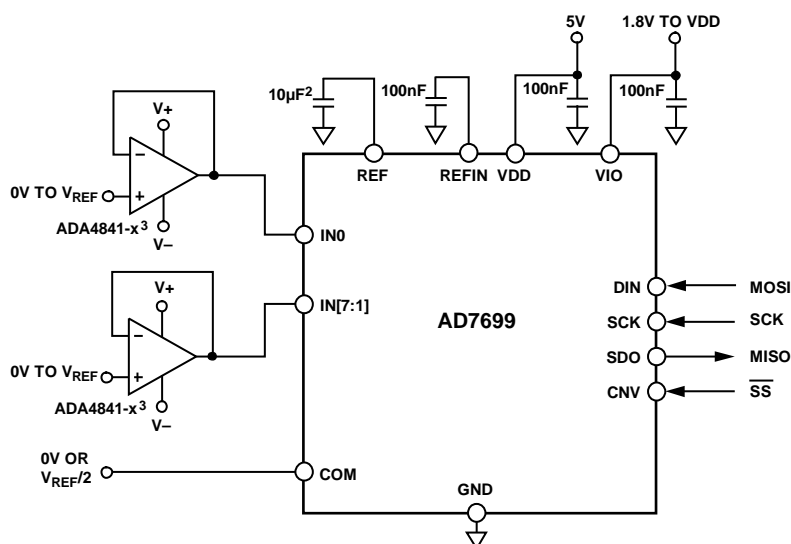 5V
1.8V TO VDD
10µF²
100nF
100nF
100nF
V+
–
+
0V TO VREF
ADA4841-x³
V–
REF
REFIN
VDD
VIO
IN0
V+
–
+
0V TO VREF
ADA4841-x³
V–
IN[7:1]
AD7699
DIN
MOSI
SCK
SCK
SDO
MISO
CNV
SS
0V OR
VREF/2
COM
GND